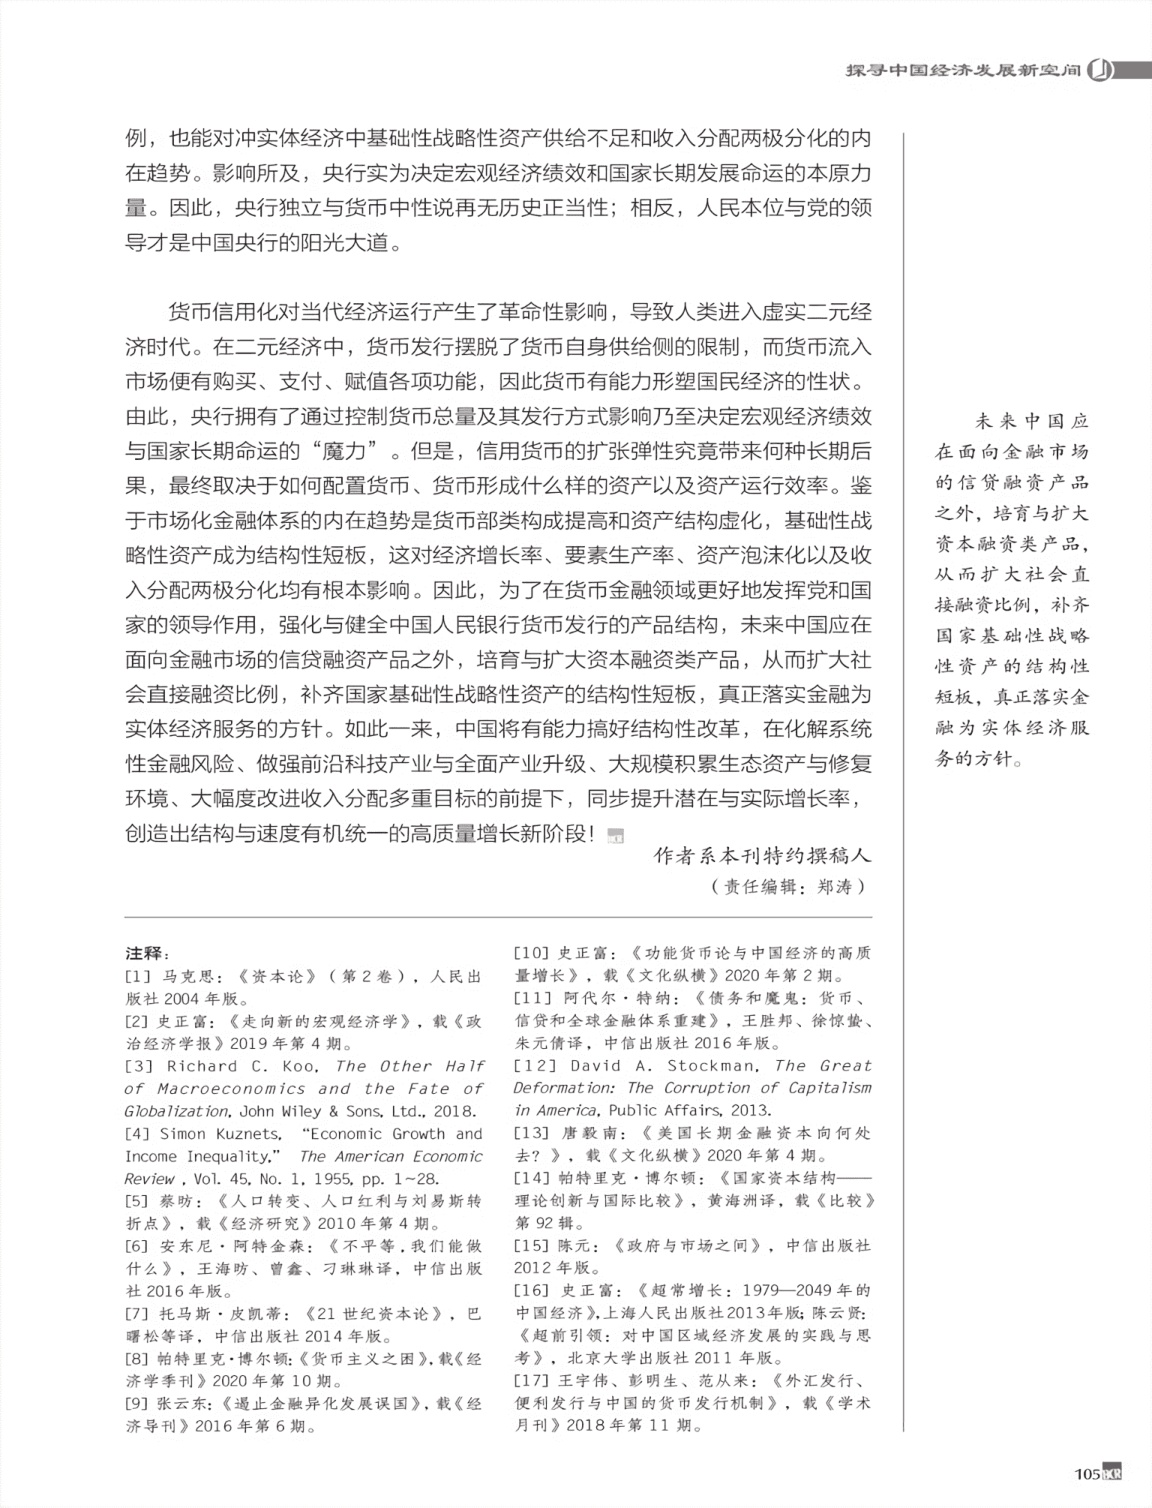 探寻中国经济发展新空间
例，也能对冲实体经济中基础性战略性资产供给不足和收入分配两极分化的内
在趋势。影响所及，央行实为决定宏观经济绩效和国家长期发展命运的本原力
量。因此，央行独立与货币中性说再无历史正当性；相反，人民本位与党的领
导才是中国央行的阳光大道。
货币信用化对当代经济运行产生了革命性影响，导致人类进入虚实二元经
济时代。在二元经济中，货币发行摆脱了货币自身供给侧的限制，而货币流入
市场便有购买、支付、赋值各项功能，因此货币有能力形塑国民经济的性状。
由此，央行拥有了通过控制货币总量及其发行方式影响乃至决定宏观经济绩效
与国家长期命运的“魔力”。但是，信用货币的扩张弹性究竟带来何种长期后
果，最终取决于如何配置货币、货币形成什么样的资产以及资产运行效率。鉴
于市场化金融体系的内在趋势是货币部类构成提高和资产结构虚化，基础性战
略性资产成为结构性短板，这对经济增长率、要素生产率、资产泡沫化以及收
入分配两极分化均有根本影响。因此，为了在货币金融领域更好地发挥党和国
家的领导作用，强化与健全中国人民银行货币发行的产品结构，未来中国应在
面向金融市场的信贷融资产品之外，培育与扩大资本融资类产品，从而扩大社
会直接融资比例，补齐国家基础性战略性资产的结构性短板，真正落实金融为
实体经济服务的方针。如此一来，中国将有能力搞好结构性改革，在化解系统
性金融风险、做强前沿科技产业与全面产业升级、大规模积累生态资产与修复
环境、大幅度改进收入分配多重目标的前提下，同步提升潜在与实际增长率，
创造出结构与速度有机统一的高质量增长新阶段！
作者系本刊特约撰稿人
（责任编辑：郑涛）
未来中国应
在面向金融市场
的信贷融资产品
之外，培育与扩大
资本融资类产品，
从而扩大社会直
接融资比例，补齐
国家基础性战略
性资产的结构性
短板，真正落实金
融为实体经济服
务的方针。
注释：
[1] 马克思：《资本论》（第2卷），人民出
版社2004年版。
[2] 史正富：《走向新的宏观经济学》，载《政
治经济学报》2019年第4期。
[3] Richard C. Koo, The Other Half
of Macroeconomics and the Fate of
Globalization, John Wiley & Sons, Ltd., 2018.
[4] Simon Kuznets, “Economic Growth and
Income Inequality,” The American Economic
Review , Vol. 45, No. 1, 1955, pp. 1~28.
[5] 蔡昉：《人口转变、人口红利与刘易斯转
折点》，载《经济研究》2010年第4期。
[6] 安东尼·阿特金森：《不平等，我们能做
什么》，王海昉、曾鑫、刁琳琳译，中信出版
社2016年版。
[7] 托马斯·皮凯蒂：《21世纪资本论》，巴
曙松等译，中信出版社2014年版。
[8] 帕特里克·博尔顿：《货币主义之困》，载《经
济学季刊》2020年第10期。
[9] 张云东：《遏止金融异化发展误国》，载《经
济导刊》2016年第6期。
[10] 史正富：《功能货币论与中国经济的高质
量增长》，载《文化纵横》2020年第2期。
[11] 阿代尔·特纳：《债务和魔鬼：货币、
信贷和全球金融体系重建》，王胜邦、徐惊蛰、
朱元倩译，中信出版社2016年版。
[12] David A. Stockman, The Great
Deformation: The Corruption of Capitalism
in America, Public Affairs, 2013.
[13] 唐毅南：《美国长期金融资本向何处
去？》，载《文化纵横》2020年第4期。
[14] 帕特里克·博尔顿：《国家资本结构——
理论创新与国际比较》，黄海洲译，载《比较》
第92辑。
[15] 陈元：《政府与市场之间》，中信出版社
2012年版。
[16] 史正富：《超常增长：1979—2049年的
中国经济》，上海人民出版社2013年版；陈云贤：
《超前引领：对中国区域经济发展的实践与思
考》，北京大学出版社2011年版。
[17] 王宇伟、彭明生、范从来：《外汇发行、
便利发行与中国的货币发行机制》，载《学术
月刊》2018年第11期。
105